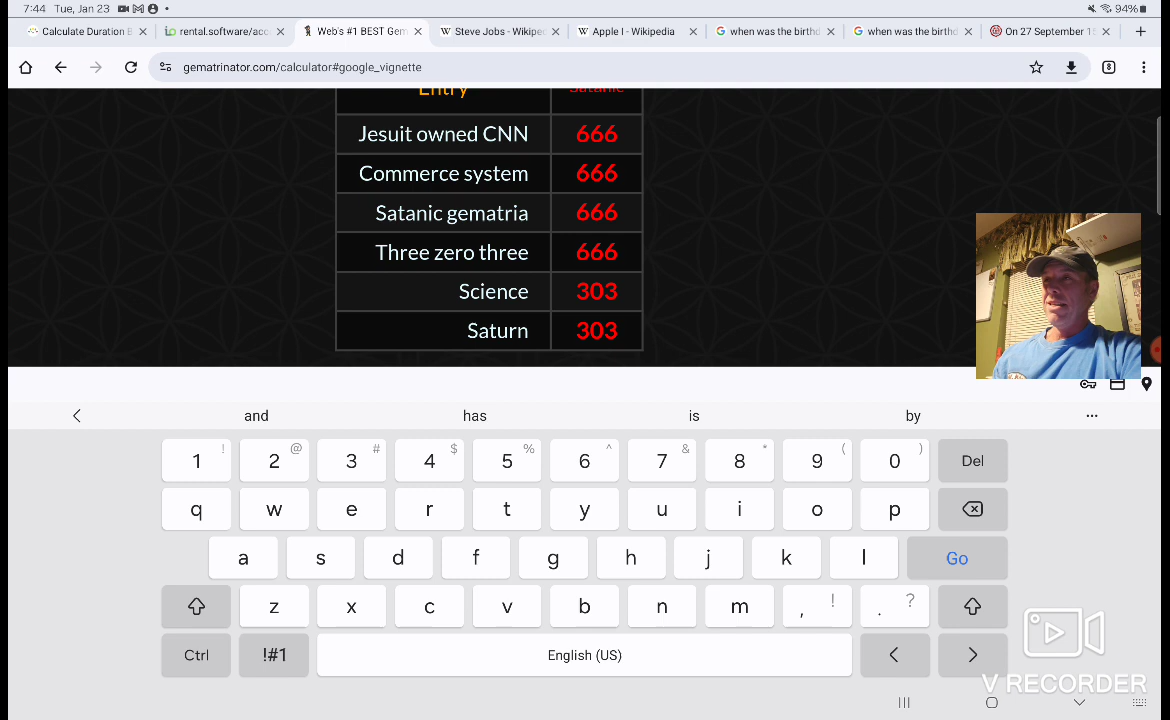 7:44 Tue, Jan 23
94%
Calculate Duration B
rental.software/acc
Web's #1 BEST Gem
Steve Jobs - Wikipe
Apple I - Wikipedia
when was the birthd
when was the birthd
On 27 September 15
gematrinator.com/calculator#google_vignette
Entry Satanic
Jesuit owned CNN 666
Commerce system 666
Satanic gematria 666
Three zero three 666
Science 303
Saturn 303
and has is by
1 ! 2 @ 3 # 4 $ 5 % 6 ^ 7 & 8 * 9 ( 0 ) Del
q w e r t y u i o p
a s d f g h j k l Go
z x c v b n m , ! . ?
Ctrl !#1 English (US) < >
V RECORDER